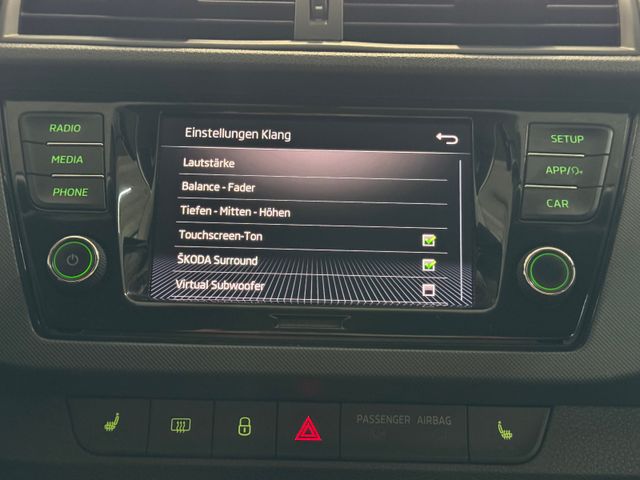 Einstellungen Klang
RADIO
MEDIA
PHONE
Lautstärke
Balance - Fader
Tiefen - Mitten - Höhen
Touchscreen-Ton
ŠKODA Surround
Virtual Subwoofer
SETUP
APP/
CAR
PASSENGER AIRBAG